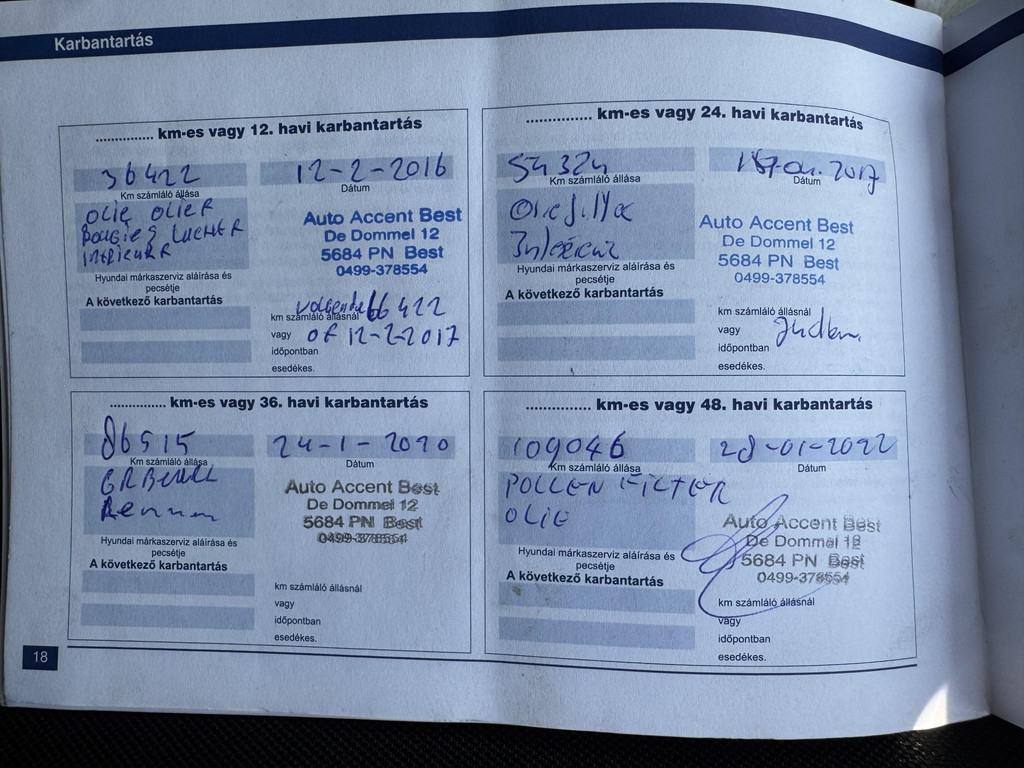 Karbantartás
............... km-es vagy 12. havi karbantartás
36422
12-2-2016
Km számláló állása
Dátum
OLIE OLIER
BOUGIES LUCHTFR
INTRIEURR
Auto Accent Best
De Dommel 12
5684 PN Best
0499-378554
Hyundai márkaszerviz aláírása és
pecsétje
A következő karbantartás
volgende 66422
km számláló állásnál
vagy
OF 12-2-2017
időpontban
esedékes.
............... km-es vagy 24. havi karbantartás
54324
2017
Km számláló állása
Dátum
Auto Accent Best
De Dommel 12
5684 PN Best
0499-378554
Hyundai márkaszerviz aláírása és
pecsétje
A következő karbantartás
km számláló állásnál
vagy
időpontban
esedékes.
............... km-es vagy 36. havi karbantartás
86515
24-1-2020
Km számláló állása
Dátum
Auto Accent Best
De Dommel 12
5684 PN Best
0499-378554
Hyundai márkaszerviz aláírása és
pecsétje
A következő karbantartás
km számláló állásnál
vagy
időpontban
esedékes.
............... km-es vagy 48. havi karbantartás
109046
28-01-2022
Km számláló állása
Dátum
POLLEN FILTER
OLIE
Auto Accent Best
De Dommel 12
5684 PN Best
0499-378554
Hyundai márkaszerviz aláírása és
pecsétje
A következő karbantartás
km számláló állásnál
vagy
időpontban
esedékes.
18